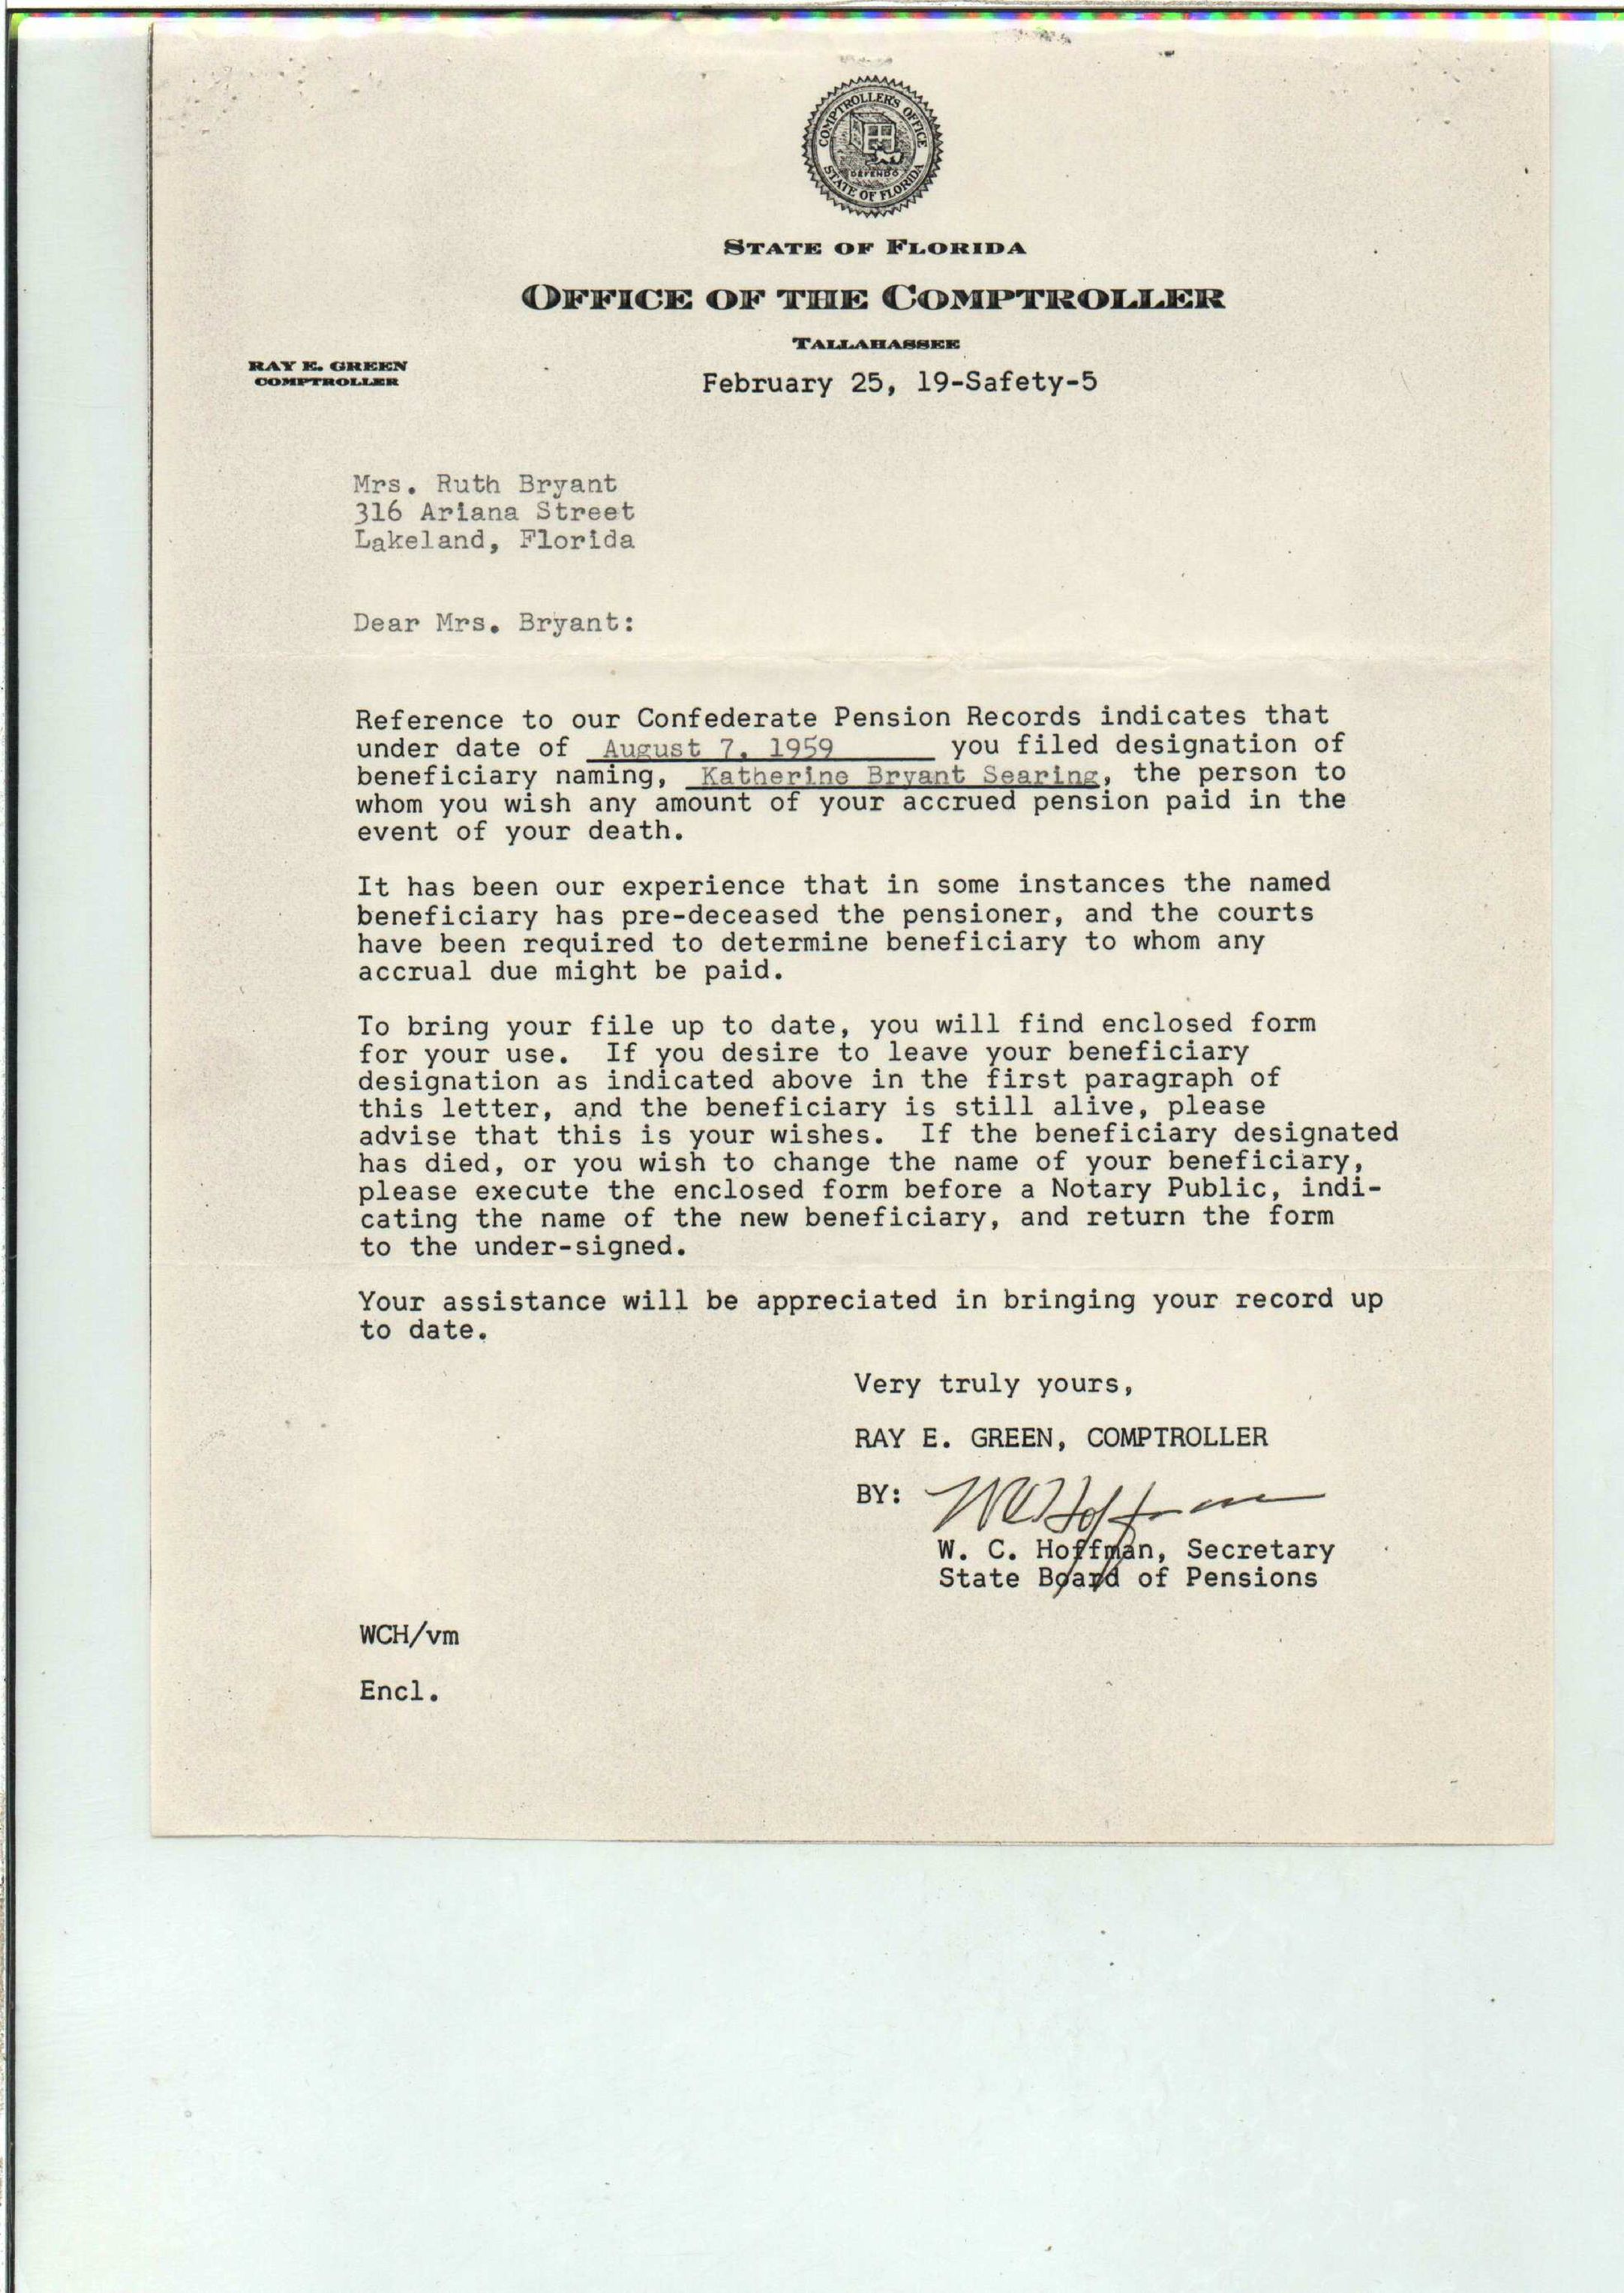 COMPTROLLER'S OFFICE
DEFENDO
STATE OF FLORIDA
STATE OF FLORIDA
OFFICE OF THE COMPTROLLER
TALLAHASSEE
RAY E. GREEN
COMPTROLLER
February 25, 19-Safety-5
Mrs. Ruth Bryant
316 Ariana Street
Lakeland, Florida
Dear Mrs. Bryant:
Reference to our Confederate Pension Records indicates that
under date of August 7, 1959 you filed designation of
beneficiary naming, Katherine Bryant Searing, the person to
whom you wish any amount of your accrued pension paid in the
event of your death.
It has been our experience that in some instances the named
beneficiary has pre-deceased the pensioner, and the courts
have been required to determine beneficiary to whom any
accrual due might be paid.
To bring your file up to date, you will find enclosed form
for your use. If you desire to leave your beneficiary
designation as indicated above in the first paragraph of
this letter, and the beneficiary is still alive, please
advise that this is your wishes. If the beneficiary designated
has died, or you wish to change the name of your beneficiary,
please execute the enclosed form before a Notary Public, indi-
cating the name of the new beneficiary, and return the form
to the under-signed.
Your assistance will be appreciated in bringing your record up
to date.
Very truly yours,
RAY E. GREEN, COMPTROLLER
BY: WCHoffman
W. C. Hoffman, Secretary
State Board of Pensions
WCH/vm
Encl.